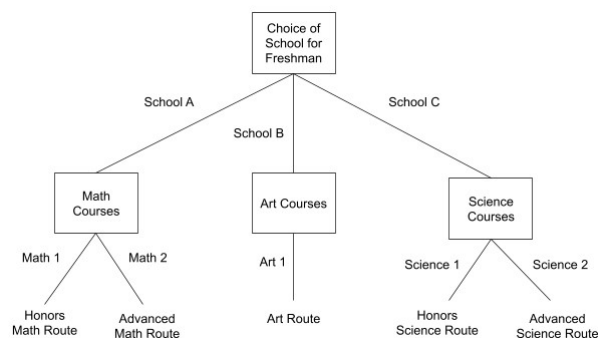 Choice of
School for
Freshman
School A
School B
School C
Math
Courses
Art Courses
Science
Courses
Math 1
Math 2
Art 1
Science 1
Science 2
Honors
Math Route
Advanced
Math Route
Art Route
Honors
Science Route
Advanced
Science Route